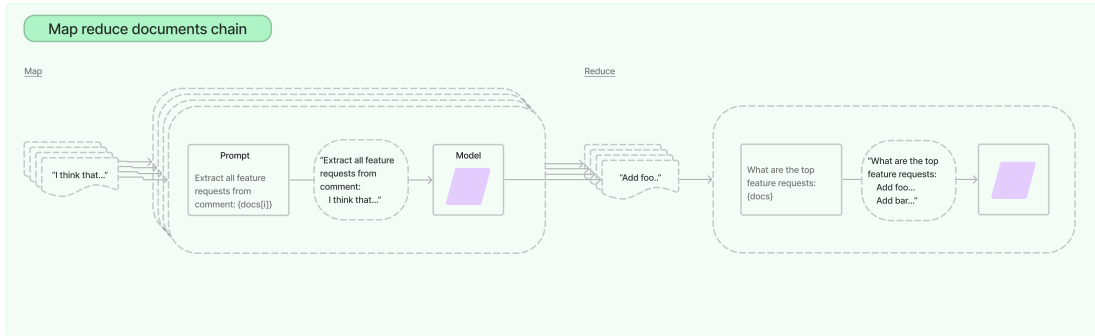 Map reduce documents chain
Map
Reduce
"I think that..."
Prompt
Extract all feature
requests from
comment: {docs[i]}
"Extract all feature
requests from
comment:
I think that..."
Model
"Add foo.."
What are the top
feature requests:
{docs}
"What are the top
feature requests:
Add foo...
Add bar..."